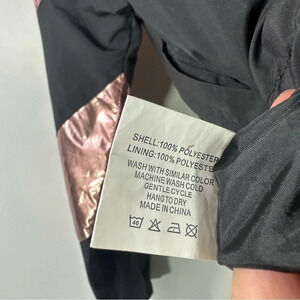 SHELL:100% POLYESTER
LINING:100% POLYESTER
WASH WITH SIMILAR COLOR
MACHINE WASH COLD
GENTLE CYCLE
HANG TO DRY
MADE IN CHINA
40